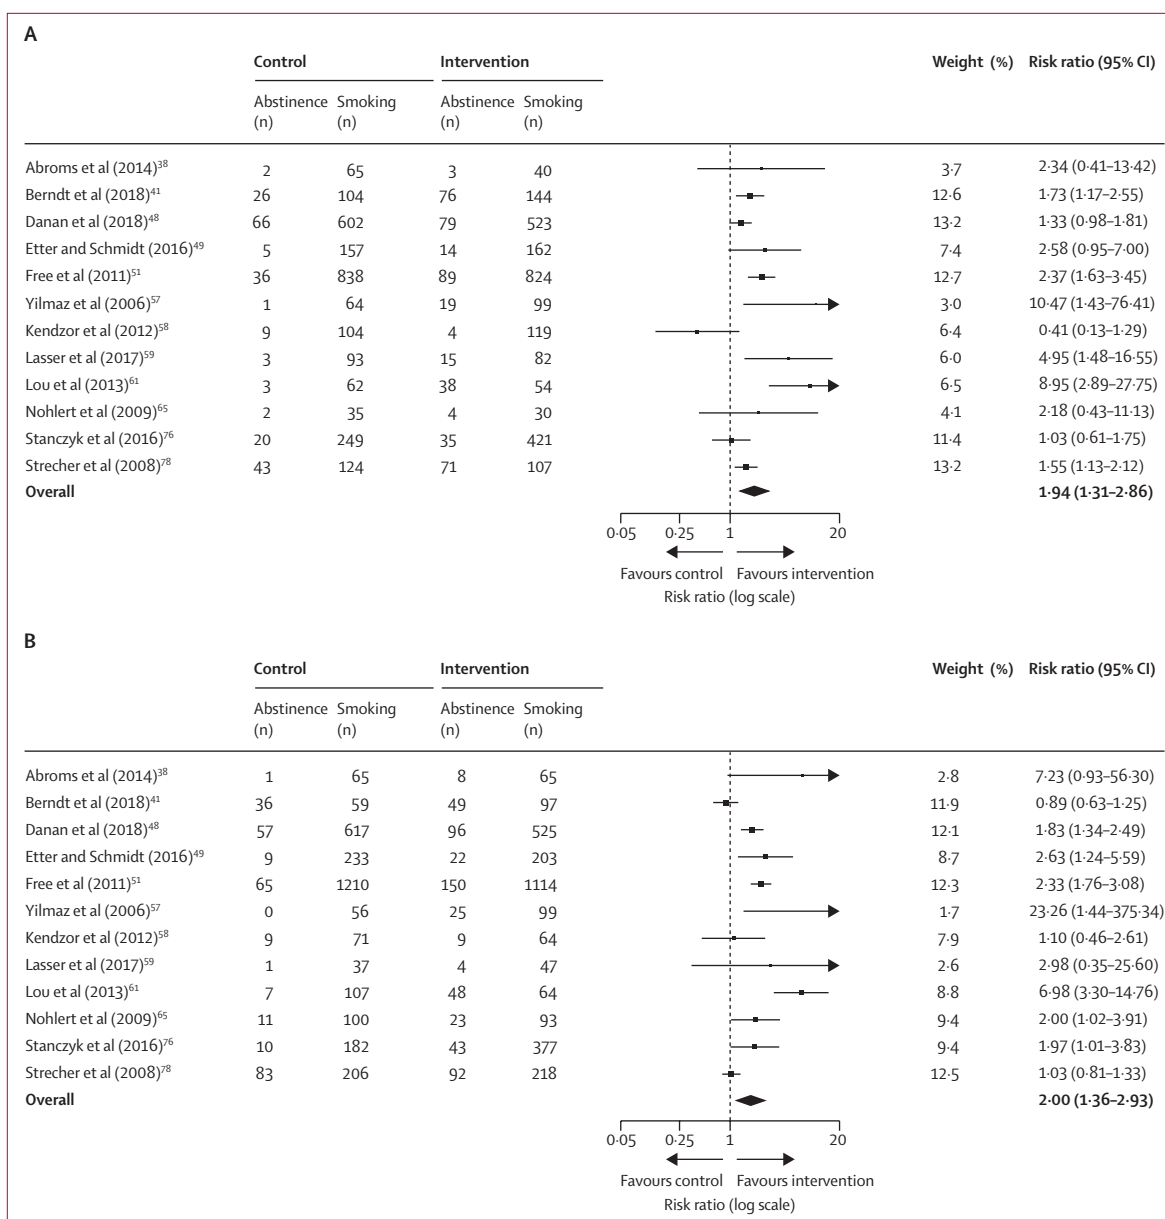 A
Control Intervention Weight (%) Risk ratio (95% CI)
Abstinence Smoking Abstinence Smoking
(n) (n) (n) (n)
Abroms et al (2014)³⁸ 2 65 3 40 3·7 2·34 (0·41–13·42)
Berndt et al (2018)⁴¹ 26 104 76 144 12·6 1·73 (1·17–2·55)
Danan et al (2018)⁴⁸ 66 602 79 523 13·2 1·33 (0·98–1·81)
Etter and Schmidt (2016)⁴⁹ 5 157 14 162 7·4 2·58 (0·95–7·00)
Free et al (2011)⁵¹ 36 838 89 824 12·7 2·37 (1·63–3·45)
Yilmaz et al (2006)⁵⁷ 1 64 19 99 3·0 10·47 (1·43–76·41)
Kendzor et al (2012)⁵⁸ 9 104 4 119 6·4 0·41 (0·13–1·29)
Lasser et al (2017)⁵⁹ 3 93 15 82 6·0 4·95 (1·48–16·55)
Lou et al (2013)⁶¹ 3 62 38 54 6·5 8·95 (2·89–27·75)
Nohlert et al (2009)⁶⁵ 2 35 4 30 4·1 2·18 (0·43–11·13)
Stanczyk et al (2016)⁷⁶ 20 249 35 421 11·4 1·03 (0·61–1·75)
Strecher et al (2008)⁷⁸ 43 124 71 107 13·2 1·55 (1·13–2·12)
Overall 1·94 (1·31–2·86)
0·05 0·25 1 20
Favours control Favours intervention
Risk ratio (log scale)
B
Control Intervention Weight (%) Risk ratio (95% CI)
Abstinence Smoking Abstinence Smoking
(n) (n) (n) (n)
Abroms et al (2014)³⁸ 1 65 8 65 2·8 7·23 (0·93–56·30)
Berndt et al (2018)⁴¹ 36 59 49 97 11·9 0·89 (0·63–1·25)
Danan et al (2018)⁴⁸ 57 617 96 525 12·1 1·83 (1·34–2·49)
Etter and Schmidt (2016)⁴⁹ 9 233 22 203 8·7 2·63 (1·24–5·59)
Free et al (2011)⁵¹ 65 1210 150 1114 12·3 2·33 (1·76–3·08)
Yilmaz et al (2006)⁵⁷ 0 56 25 99 1·7 23·26 (1·44–375·34)
Kendzor et al (2012)⁵⁸ 9 71 9 64 7·9 1·10 (0·46–2·61)
Lasser et al (2017)⁵⁹ 1 37 4 47 2·6 2·98 (0·35–25·60)
Lou et al (2013)⁶¹ 7 107 48 64 8·8 6·98 (3·30–14·76)
Nohlert et al (2009)⁶⁵ 11 100 23 93 9·4 2·00 (1·02–3·91)
Stanczyk et al (2016)⁷⁶ 10 182 43 377 9·4 1·97 (1·01–3·83)
Strecher et al (2008)⁷⁸ 83 206 92 218 12·5 1·03 (0·81–1·33)
Overall 2·00 (1·36–2·93)
0·05 0·25 1 20
Favours control Favours intervention
Risk ratio (log scale)